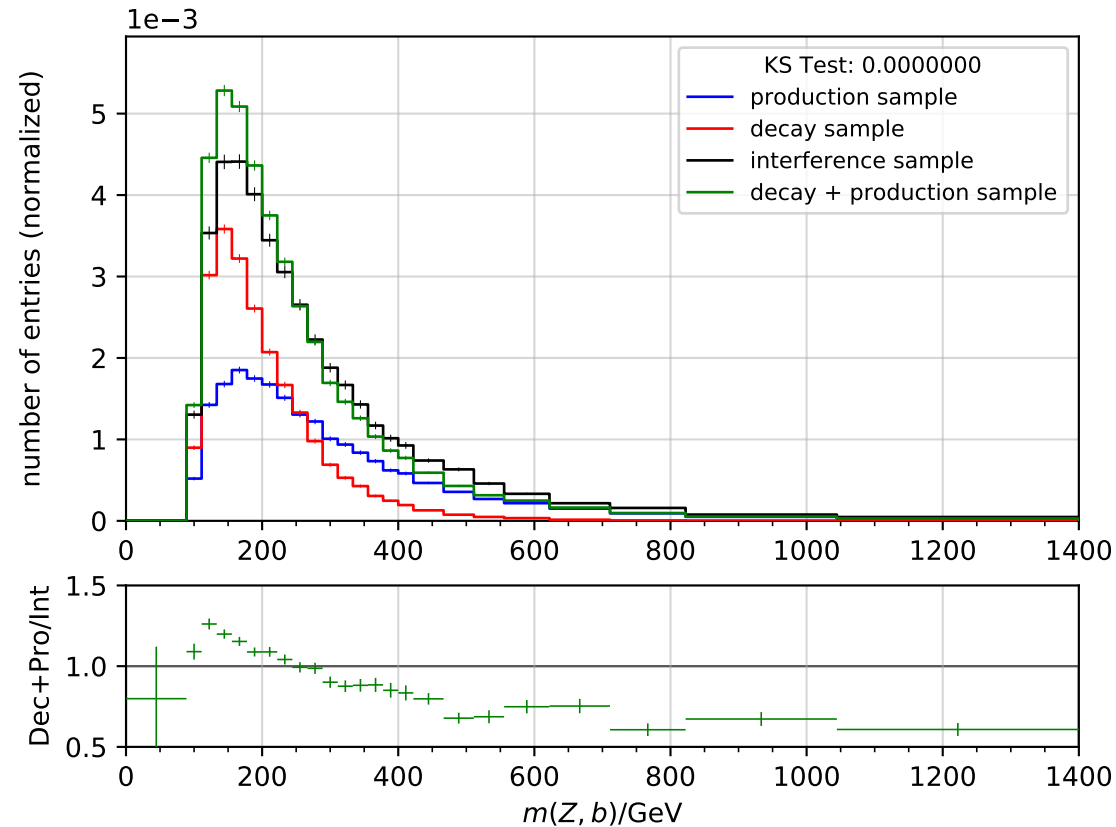 1e−3
number of entries (normalized)
5
4
3
2
1
0
KS Test: 0.0000000
production sample
decay sample
interference sample
decay + production sample
0 200 400 600 800 1000 1200 1400
Dec+Pro/Int
1.5
1.0
0.5
0 200 400 600 800 1000 1200 1400
m(Z, b)/GeV